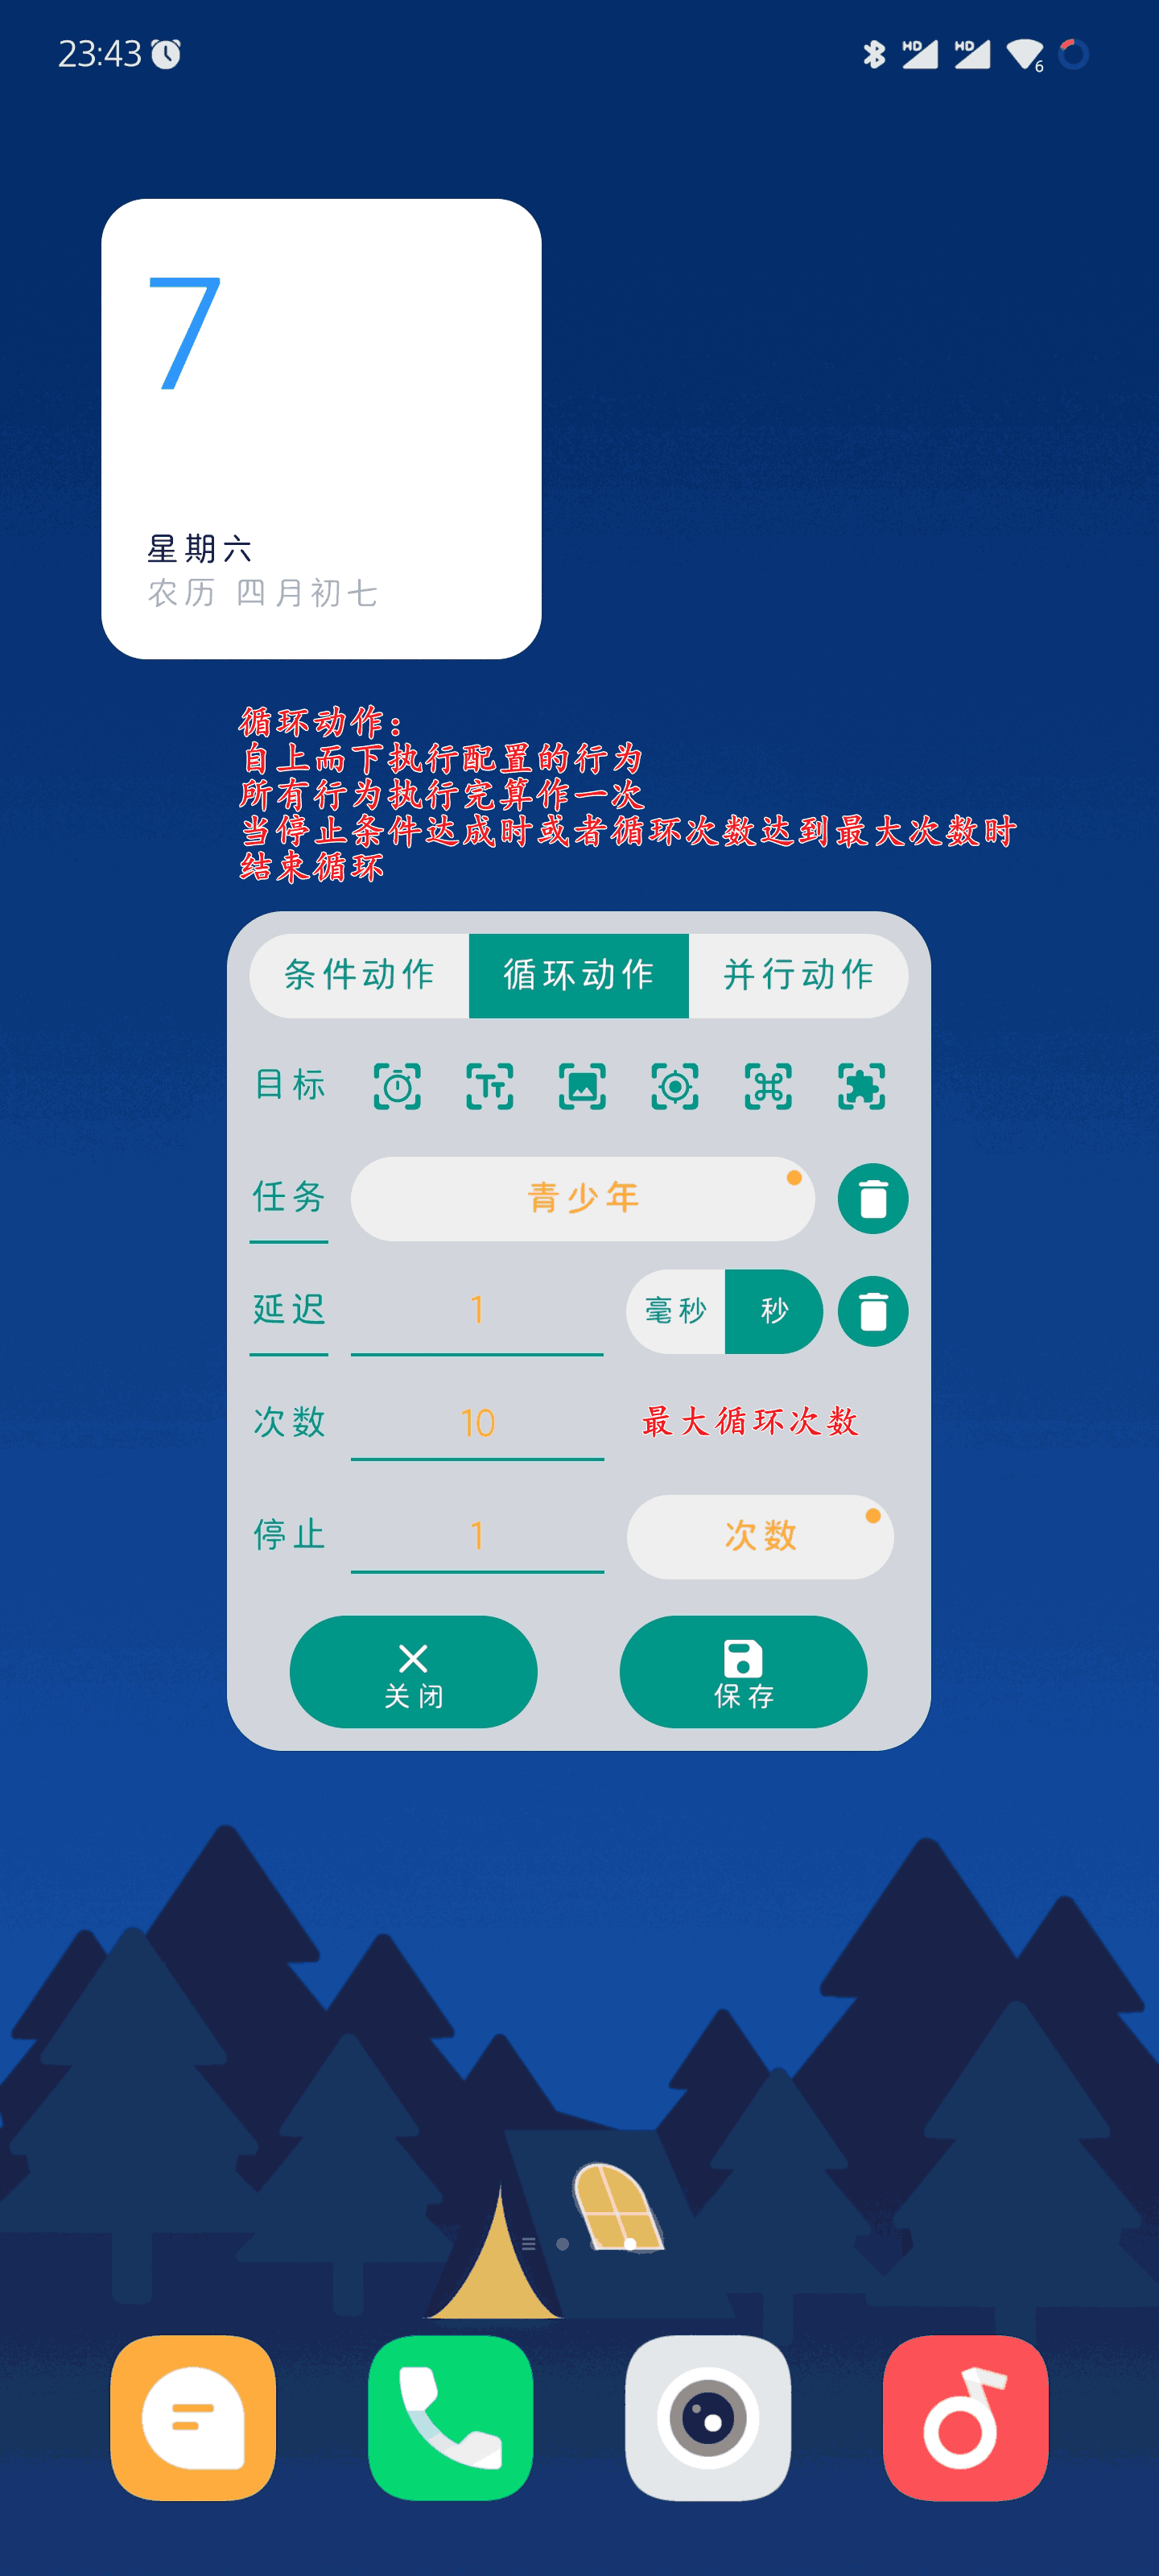 23:43
HD HD 6
7
星期六
农历 四月初七
循环动作：
自上而下执行配置的行为
所有行为执行完算作一次
当停止条件达成时或者循环次数达到最大次数时
结束循环
条件动作 循环动作 并行动作
目标 TT
任务 青少年
延迟 1 毫秒 秒
次数 10 最大循环次数
停止 1 次数
关闭 保存